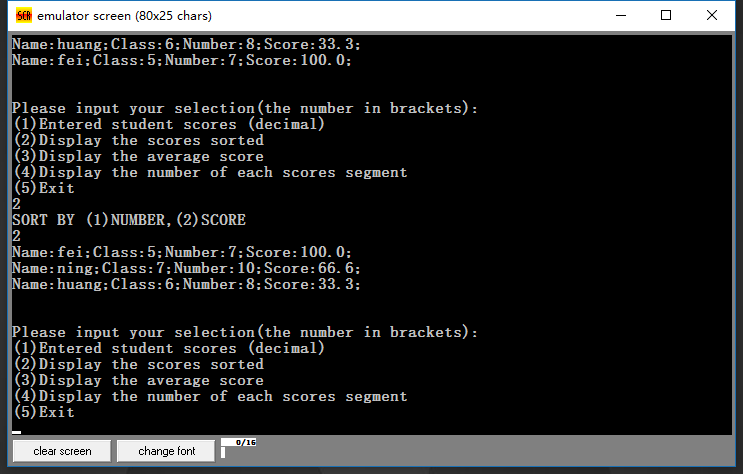 emulator screen (80x25 chars)
Name:huang;Class:6;Number:8;Score:33.3;
Name:fei;Class:5;Number:7;Score:100.0;
Please input your selection(the number in brackets):
(1)Entered student scores (decimal)
(2)Display the scores sorted
(3)Display the average score
(4)Display the number of each scores segment
(5)Exit
2
SORT BY (1)NUMBER,(2)SCORE
2
Name:fei;Class:5;Number:7;Score:100.0;
Name:ning;Class:7;Number:10;Score:66.6;
Name:huang;Class:6;Number:8;Score:33.3;
Please input your selection(the number in brackets):
(1)Entered student scores (decimal)
(2)Display the scores sorted
(3)Display the average score
(4)Display the number of each scores segment
(5)Exit
clear screen
change font
0/16